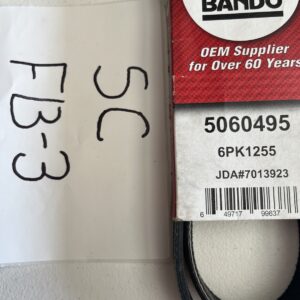 SC
FB-3
BANDO
OEM Supplier
for Over 60 Years
5060495
6PK1255
JDA#7013923
6 49717 99637